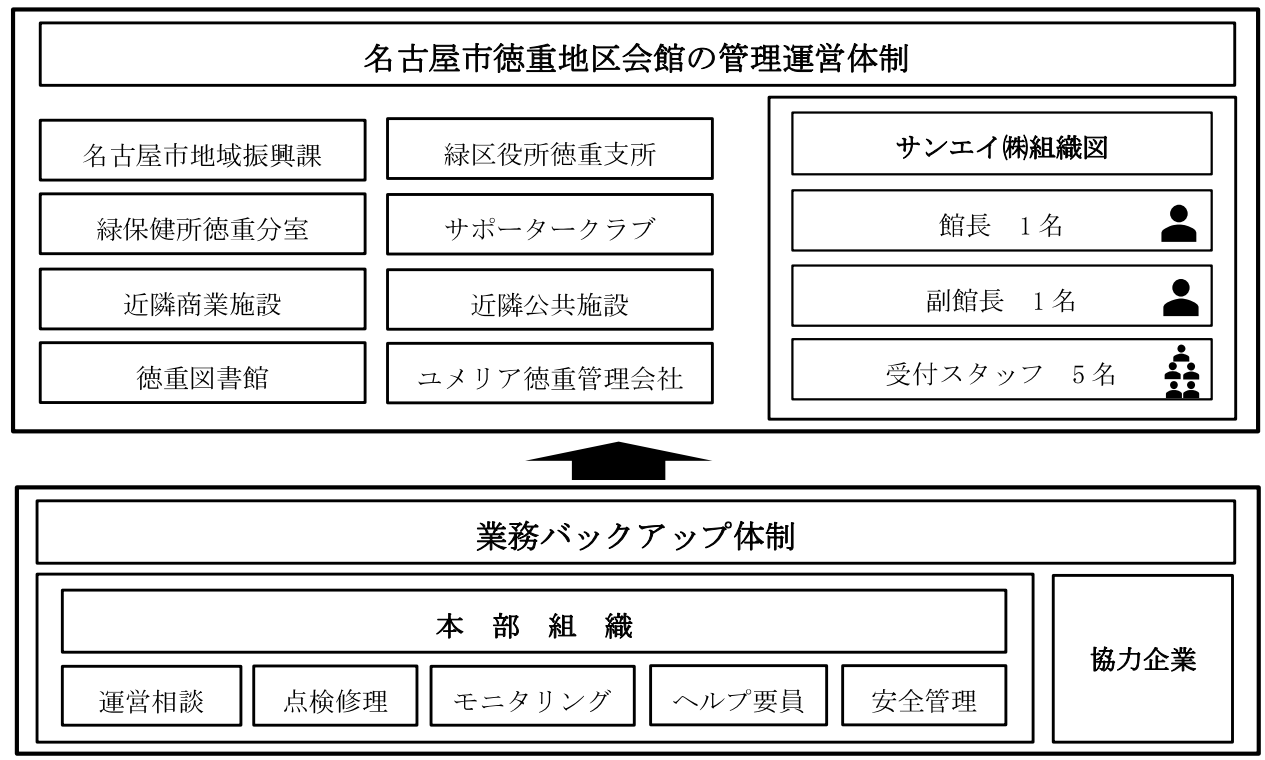 名古屋市徳重地区会館の管理運営体制
名古屋市地域振興課
緑区役所徳重支所
緑保健所徳重分室
サポータークラブ
近隣商業施設
近隣公共施設
徳重図書館
ユメリア徳重管理会社
サンエイ㈱組織図
館長　1名
副館長　1名
受付スタッフ　5名
業務バックアップ体制
本　部　組　織
運営相談
点検修理
モニタリング
ヘルプ要員
安全管理
協力企業